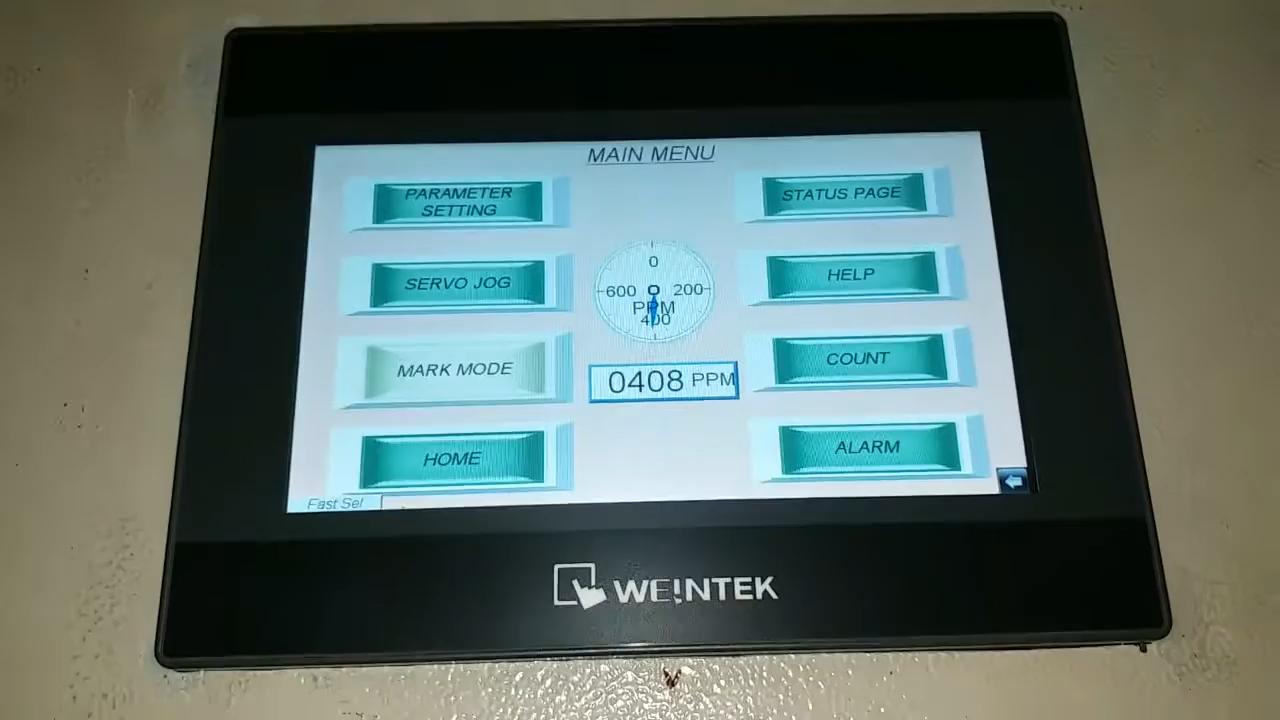 MAIN MENU
PARAMETER
SETTING
STATUS PAGE
SERVO JOG
HELP
0
600
200
PPM
400
MARK MODE
0408 PPM
COUNT
HOME
ALARM
Fast Sel
WEINTEK